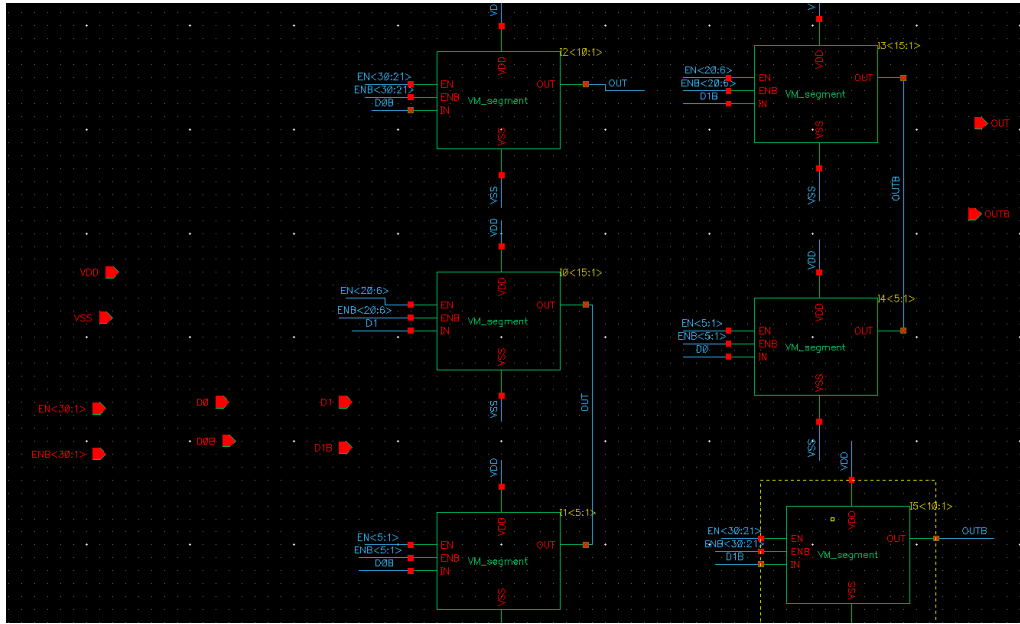 VD
I2<10:1>
EN<30:21>
ENB<30:21>
D0B
EN
ENB
IN
VDD
VM_segment
VSS
OUT
OUT
VSS
V
I3<15:1>
EN<20:6>
ENB<20:6>
D1B
EN
ENB
IN
VDD
VM_segment
VSS
OUT
VSS
OUTB
OUT
OUTB
VDD
VSS
EN<30:1>
ENB<30:1>
D0
D0B
D1
D1B
VDD
I0<15:1>
EN<20:6>
ENB<20:6>
D1
EN
ENB
IN
VDD
VM_segment
VSS
OUT
VSS
OUT
VDD
I4<5:1>
EN<5:1>
ENB<5:1>
D0
EN
ENB
IN
VDD
VM_segment
VSS
OUT
VSS
VDD
I1<5:1>
EN<5:1>
ENB<5:1>
D0B
EN
ENB
IN
VDD
VM_segment
VSS
OUT
VDD
I5<10:1>
EN<30:21>
ENB<30:21>
D1B
EN
ENB
IN
VDD
VM_segment
VSS
OUT
OUTB